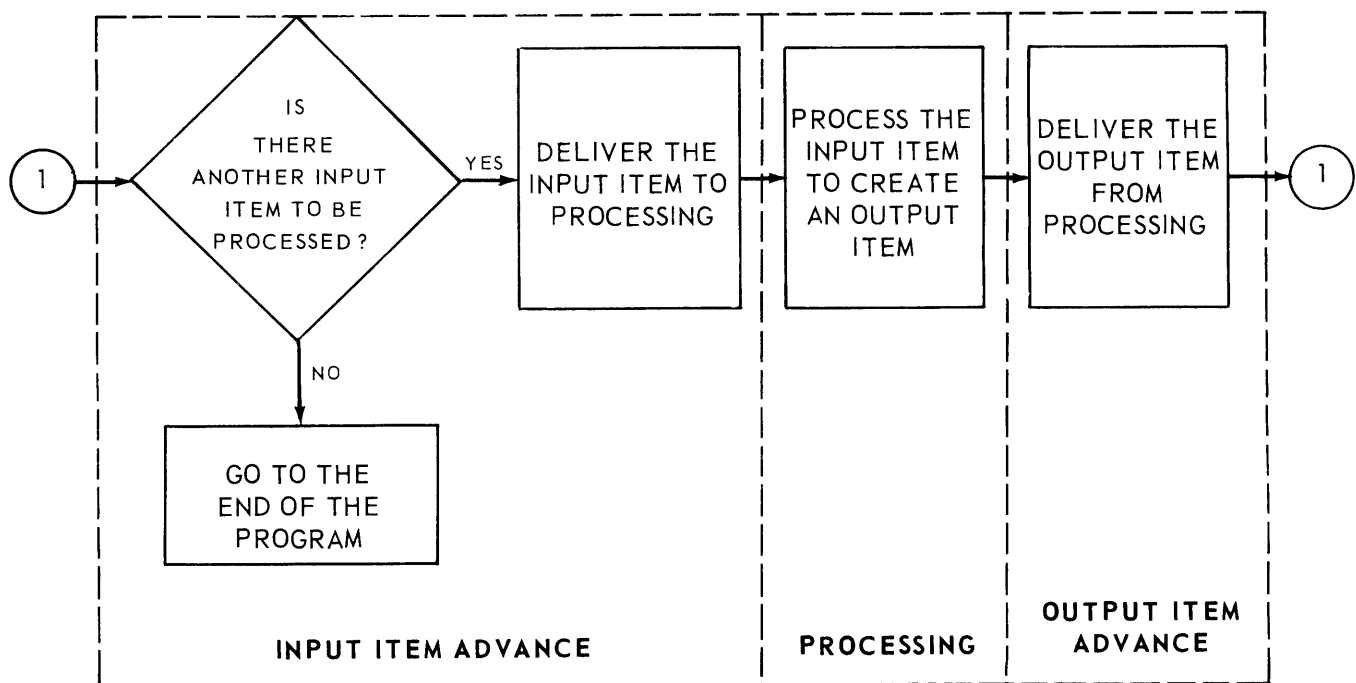 1
IS
THERE
ANOTHER INPUT
ITEM TO BE
PROCESSED?
YES
DELIVER THE
INPUT ITEM TO
PROCESSING
PROCESS THE
INPUT ITEM
TO CREATE
AN OUTPUT
ITEM
DELIVER THE
OUTPUT ITEM
FROM
PROCESSING
1
NO
GO TO THE
END OF THE
PROGRAM
INPUT ITEM ADVANCE
PROCESSING
OUTPUT ITEM
ADVANCE